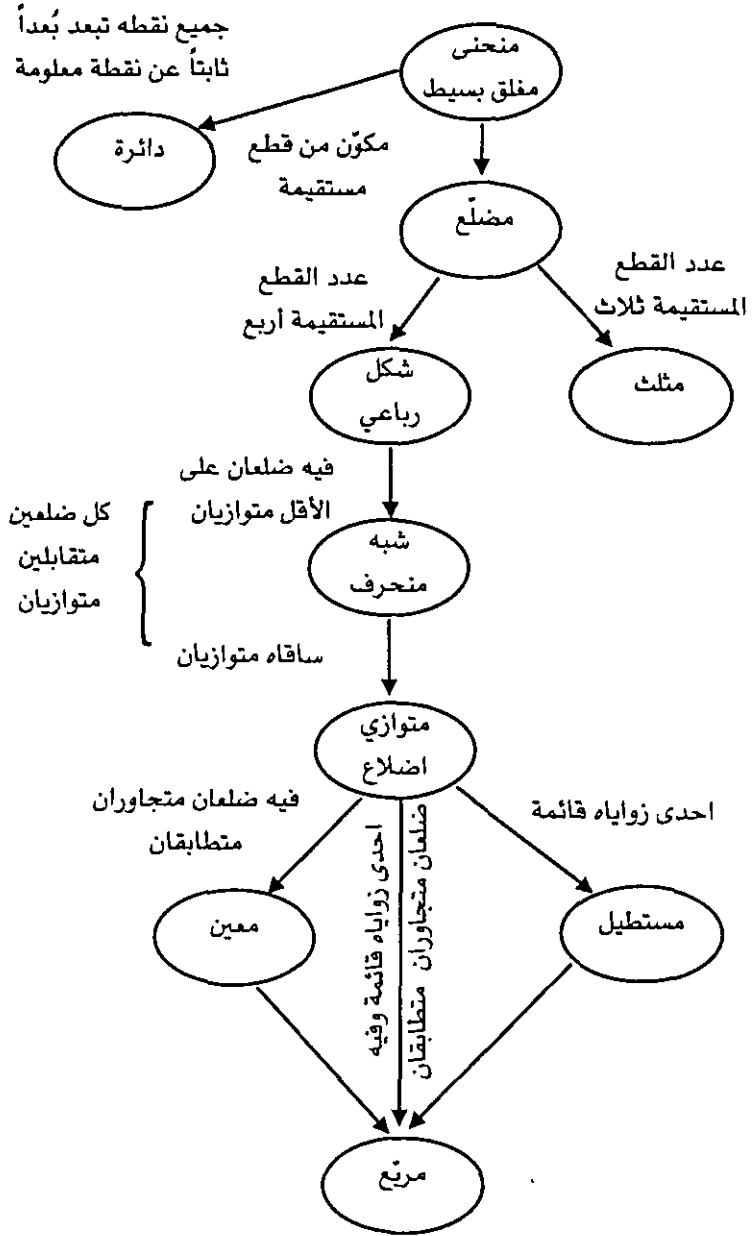 جميع نقطه تبعد بُعداً
ثابتاً عن نقطة معلومة
منحنى
مغلق بسيط
دائرة
مكوّن من قطع
مستقيمة
مضلّع
عدد القطع
المستقيمة ثلاث
عدد القطع
المستقيمة أربع
مثلث
شكل
رباعي
فيه ضلعان على
الأقل متوازيان
كل ضلعين
متقابلين
متوازيان
شبه
منحرف
ساقاه متوازيان
متوازي
اضلاع
احدى زواياه قائمة
فيه ضلعان متجاوران
متطابقان
احدى زواياه قائمة وفيه
ضلعان متجاوران متطابقان
مستطيل
معين
مربّع